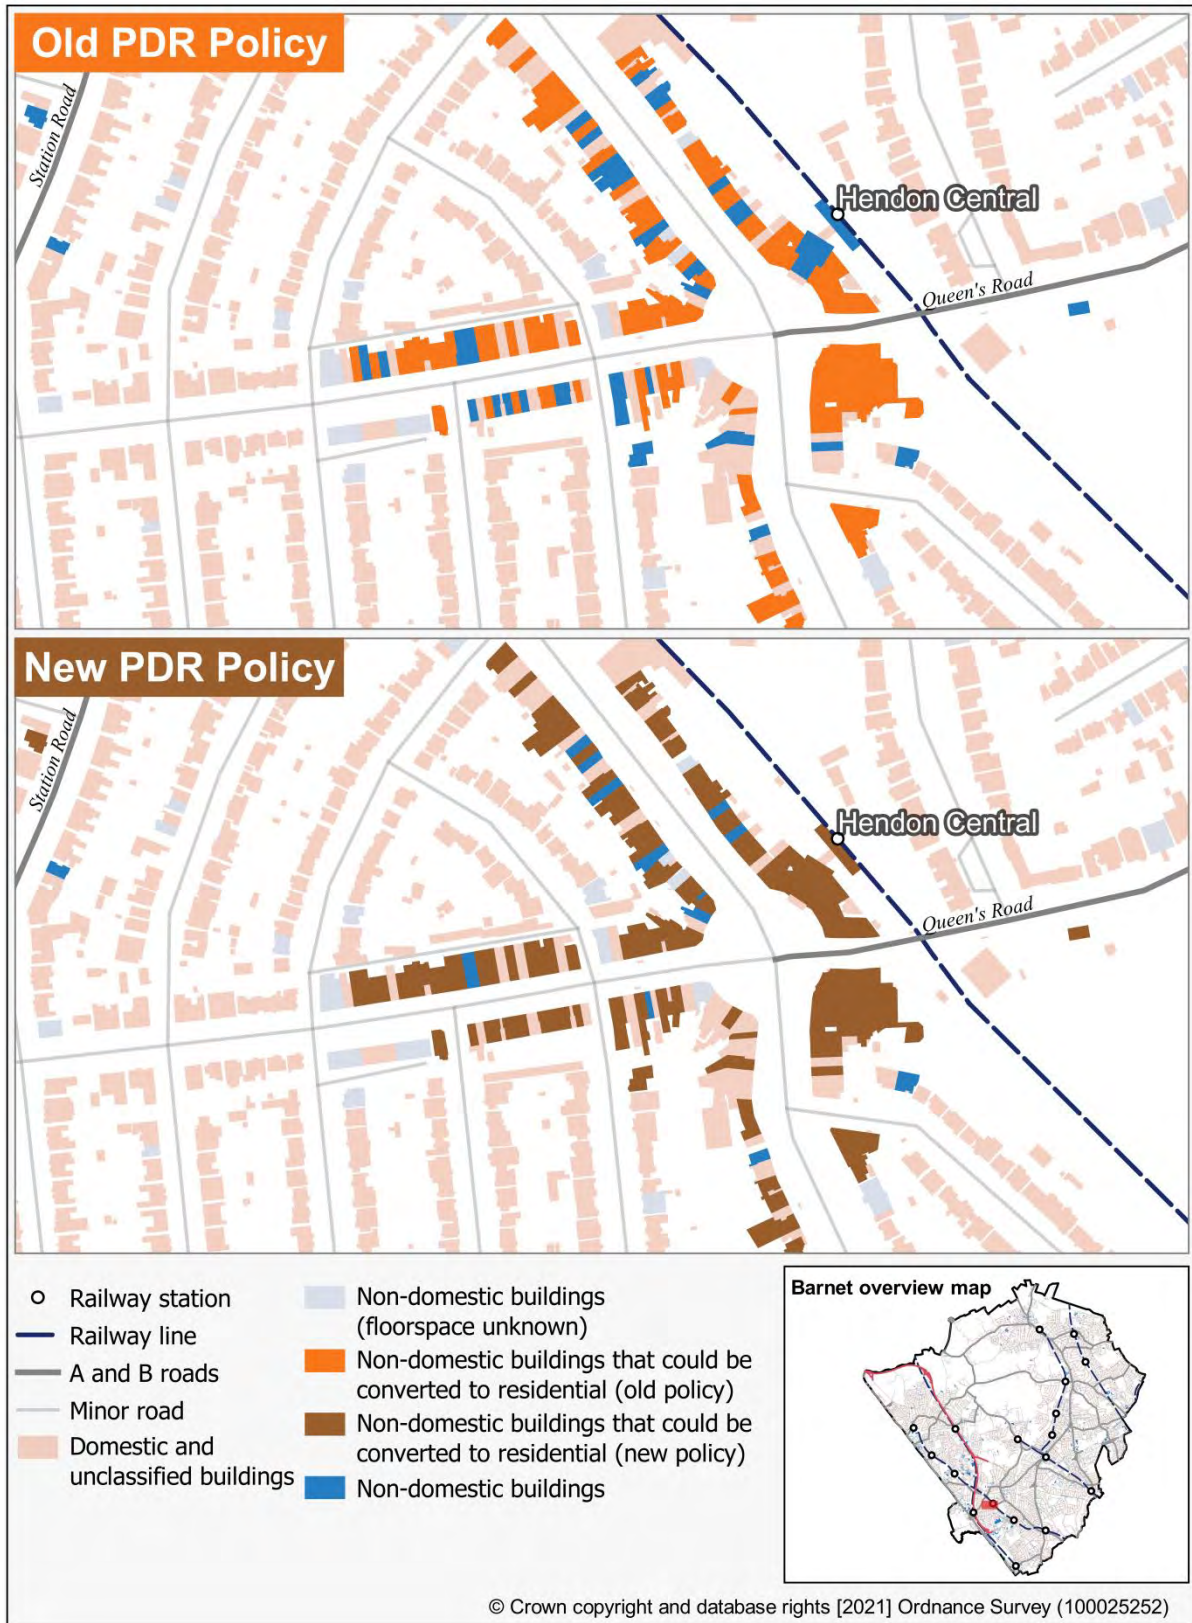 Old PDR Policy
Station Road
Hendon Central
Queen's Road
New PDR Policy
Station Road
Hendon Central
Queen's Road
Railway station
Railway line
A and B roads
Minor road
Domestic and
unclassified buildings
Non-domestic buildings
(floorspace unknown)
Non-domestic buildings that could be
converted to residential (old policy)
Non-domestic buildings that could be
converted to residential (new policy)
Non-domestic buildings
Barnet overview map
© Crown copyright and database rights [2021] Ordnance Survey (1000025252)